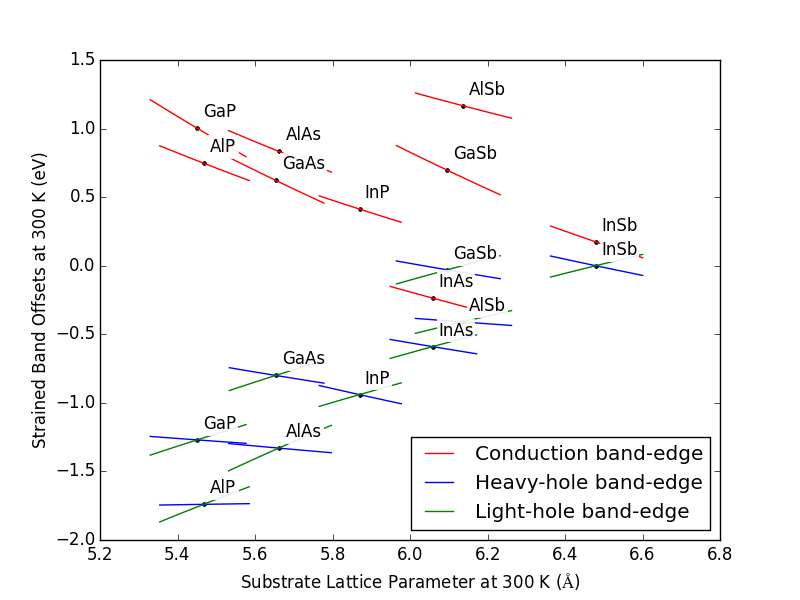 1.5
1.0
0.5
0.0
−0.5
−1.0
−1.5
−2.0
Strained Band Offsets at 300 K (eV)
AlSb
GaP
AlAs
AlP
GaAs
GaSb
InP
InSb
InSb
GaSb
InAs
AlSb
InAs
GaAs
InP
GaP
AlAs
AlP
Conduction band-edge
Heavy-hole band-edge
Light-hole band-edge
5.2 5.4 5.6 5.8 6.0 6.2 6.4 6.6 6.8
Substrate Lattice Parameter at 300 K (Å)